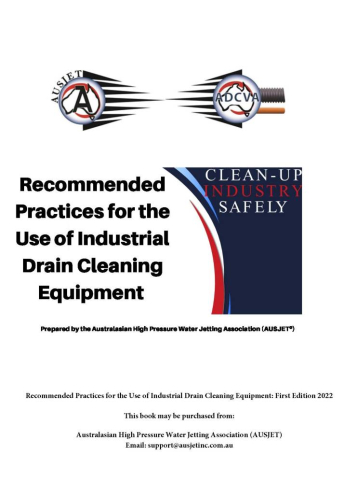 AUSJET
A
ADCVA
Recommended
Practices for the
Use of Industrial
Drain Cleaning
Equipment
CLEAN-UP
INDUSTRY
SAFELY
Prepared by the Australasian High Pressure Water Jetting Association (AUSJET®)
Recommended Practices for the Use of Industrial Drain Cleaning Equipment: First Edition 2022
This book may be purchased from:
Australasian High Pressure Water Jetting Association (AUSJET)
Email: support@ausjetinc.com.au